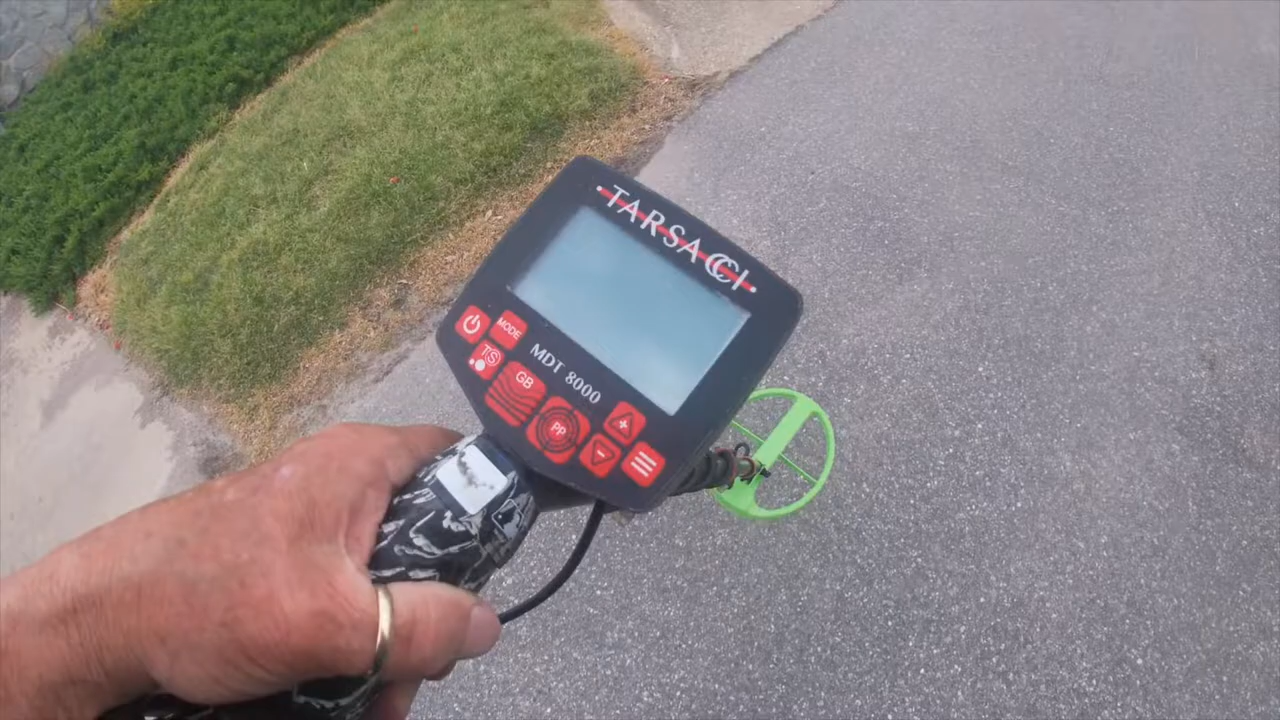 TARSACCI
MODE
TS
MDT 8000
GB
PP
+
-